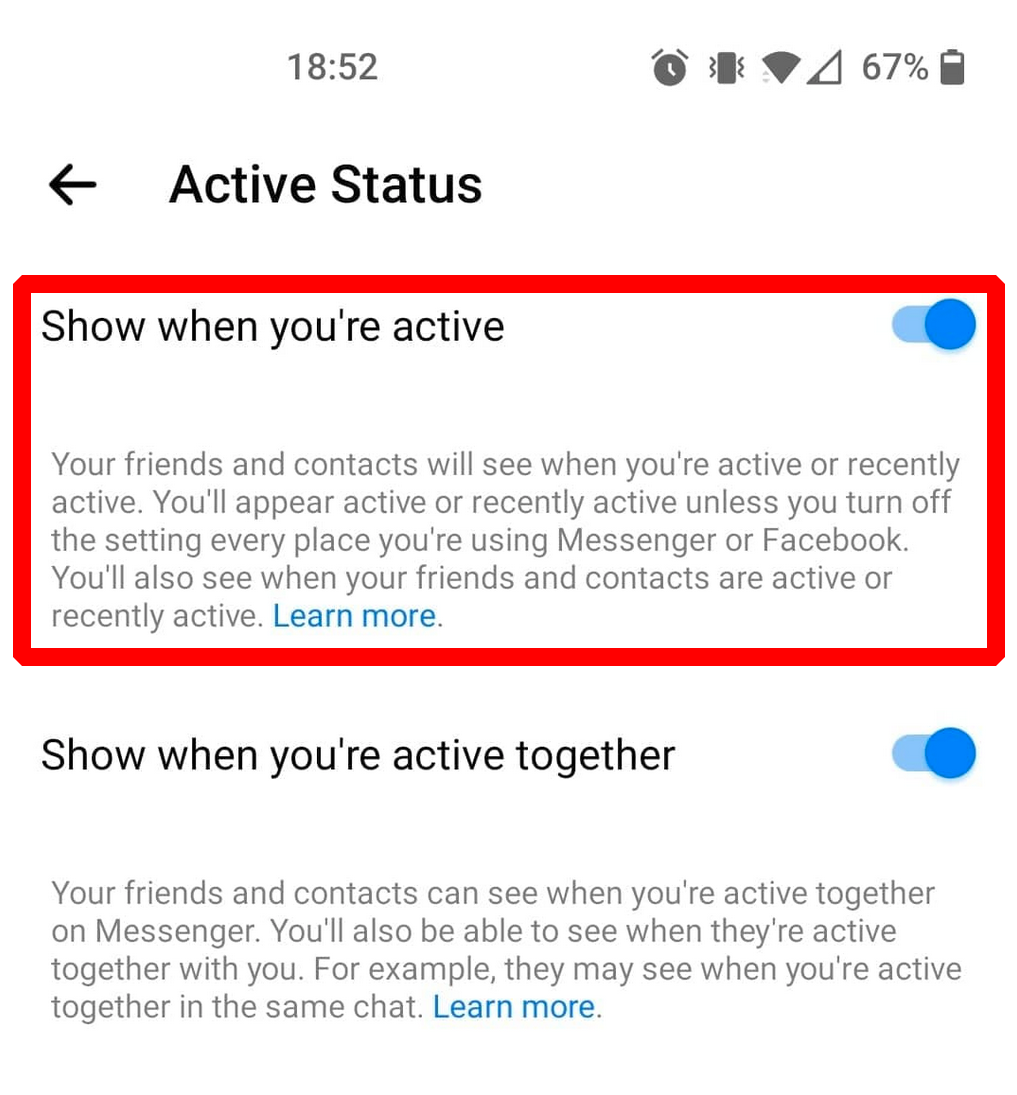 18:52 67%
Active Status
Show when you're active
Your friends and contacts will see when you're active or recently
active. You'll appear active or recently active unless you turn off
the setting every place you're using Messenger or Facebook.
You'll also see when your friends and contacts are active or
recently active. Learn more.
Show when you're active together
Your friends and contacts can see when you're active together
on Messenger. You'll also be able to see when they're active
together with you. For example, they may see when you're active
together in the same chat. Learn more.